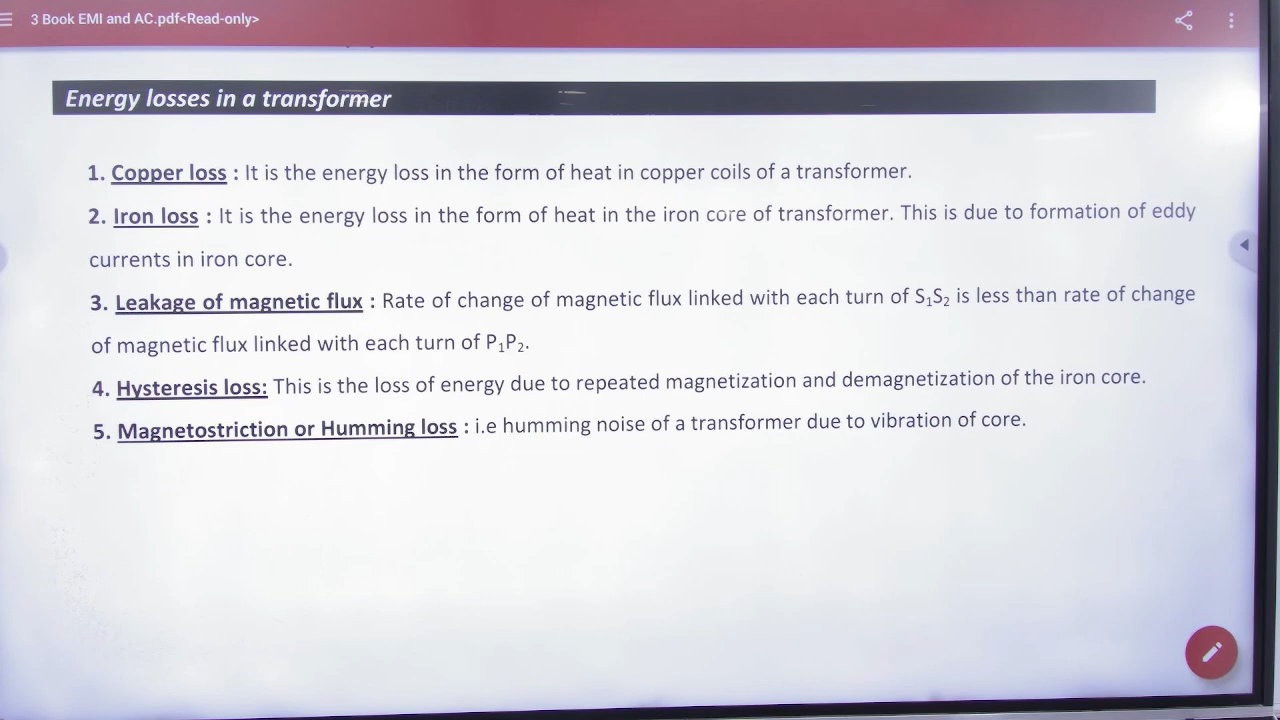 3 Book EMI and AC.pdf<Read-only>
Energy losses in a transformer
1. Copper loss : It is the energy loss in the form of heat in copper coils of a transformer.
2. Iron loss : It is the energy loss in the form of heat in the iron core of transformer. This is due to formation of eddy
currents in iron core.
3. Leakage of magnetic flux : Rate of change of magnetic flux linked with each turn of S₁S₂ is less than rate of change
of magnetic flux linked with each turn of P₁P₂.
4. Hysteresis loss: This is the loss of energy due to repeated magnetization and demagnetization of the iron core.
5. Magnetostriction or Humming loss : i.e humming noise of a transformer due to vibration of core.